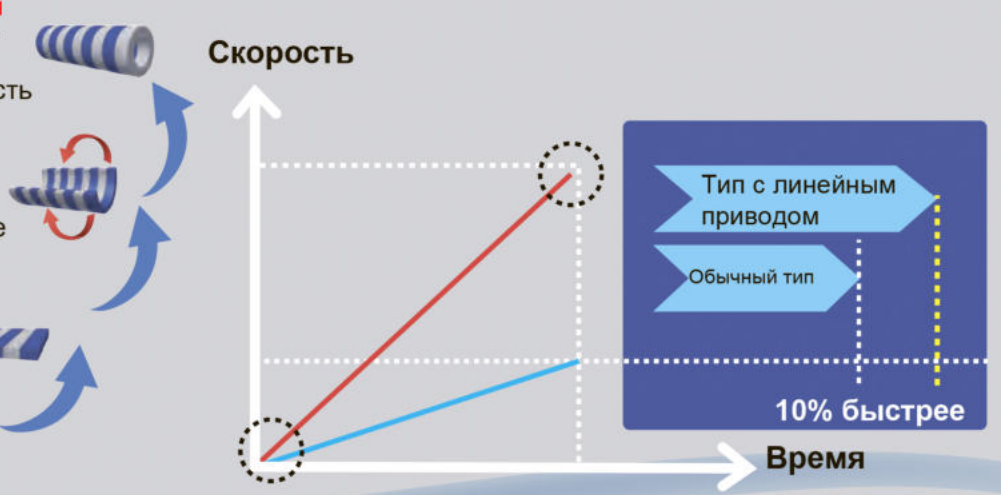 Скорость
Тип с линейным
приводом
Обычный тип
10% быстрее
Время